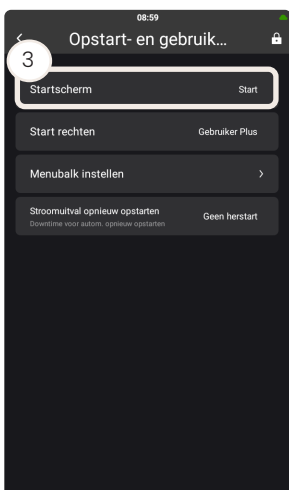 08:59
Opstart- en gebruik...
3
Startscherm Start
Start rechten Gebruiker Plus
Menubalk instellen
Stroomuitval opnieuw opstarten Geen herstart
Downtime voor autom. opnieuw opstarten